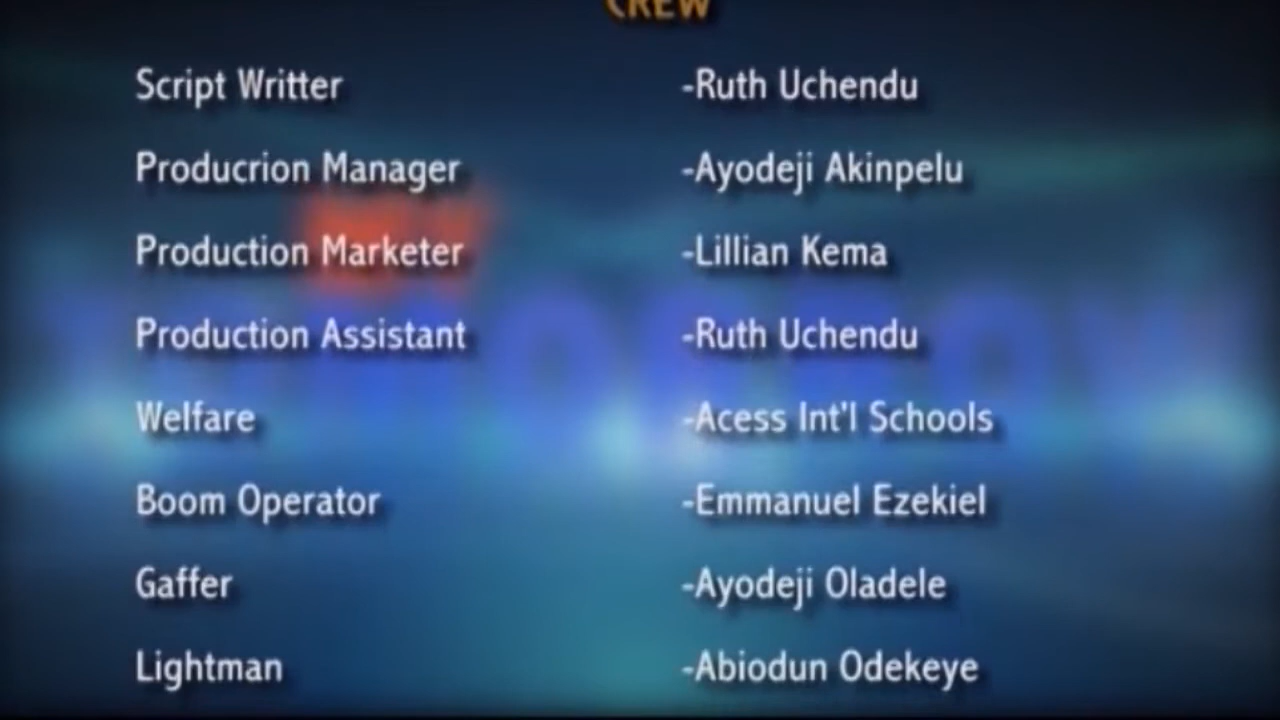 CREW
Script Writter -Ruth Uchendu
Producrion Manager -Ayodeji Akinpelu
Production Marketer -Lillian Kema
Production Assistant -Ruth Uchendu
Welfare -Acess Int'l Schools
Boom Operator -Emmanuel Ezekiel
Gaffer -Ayodeji Oladele
Lightman -Abiodun Odekeye